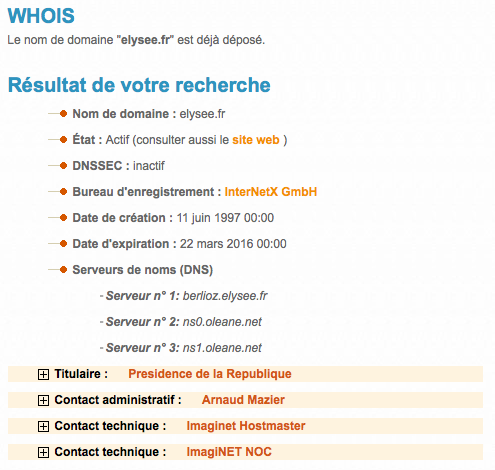 WHOIS
Le nom de domaine "elysee.fr" est déjà déposé.
Résultat de votre recherche
Nom de domaine : elysee.fr
État : Actif (consulter aussi le site web )
DNSSEC : inactif
Bureau d'enregistrement : InterNetX GmbH
Date de création : 11 juin 1997 00:00
Date d'expiration : 22 mars 2016 00:00
Serveurs de noms (DNS)
- Serveur n° 1: berlioz.elysee.fr
- Serveur n° 2: ns0.oleane.net
- Serveur n° 3: ns1.oleane.net
Titulaire : Presidence de la Republique
Contact administratif : Arnaud Mazier
Contact technique : Imaginet Hostmaster
Contact technique : ImagiNET NOC